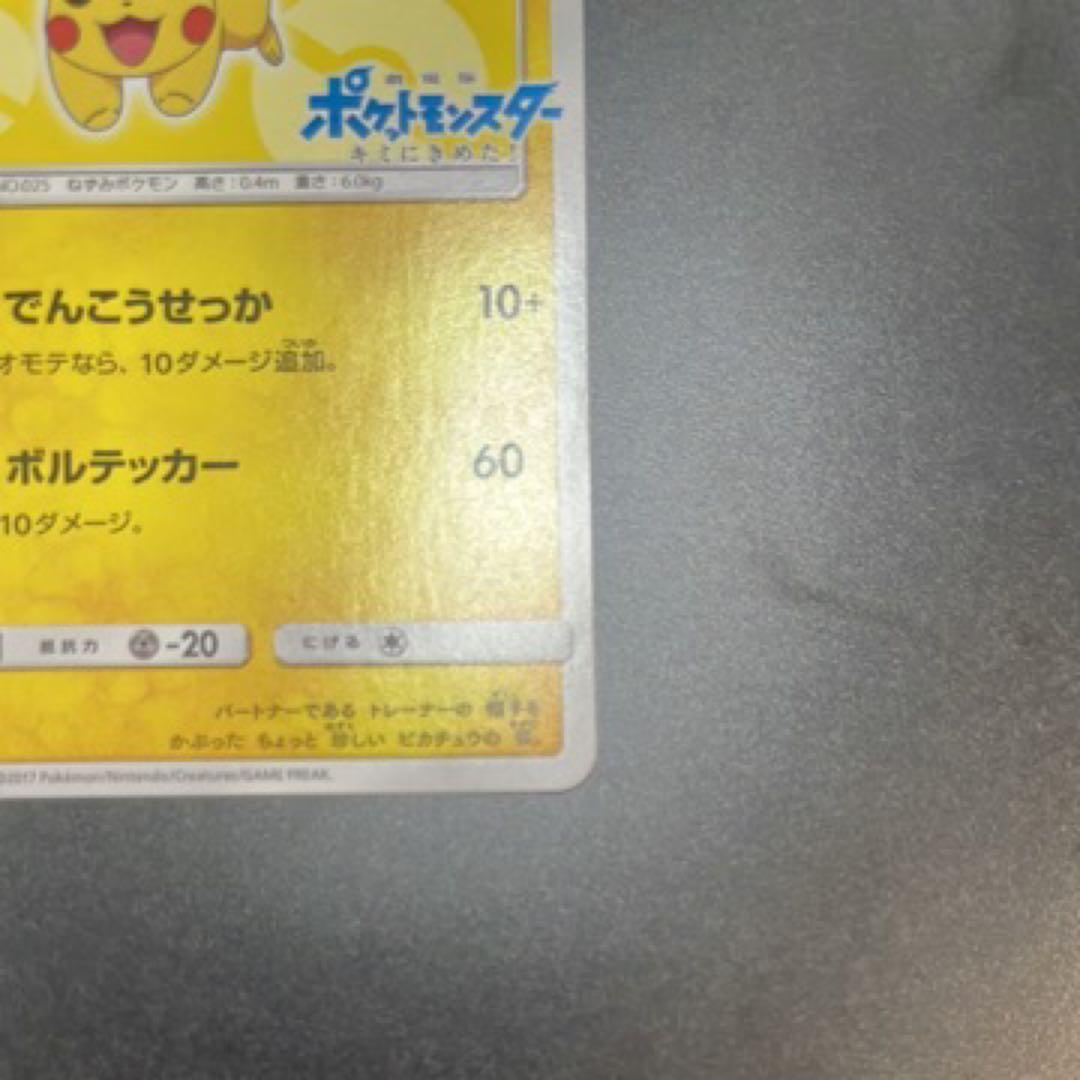 劇場版
ポケットモンスター
キミにきめた!
NO.025 ねずみポケモン 高さ:0.4m 重さ:6.0kg
でんこうせっか 10+
オモテなら、10ダメージ追加。
ボルテッカー 60
10ダメージ。
抵抗力 -20 にげる
パートナーである トレーナーの 帽子を
かぶった ちょっと 珍しい ピカチュウの 姿。
©2017 Pokémon/Nintendo/Creatures/GAME FREAK.